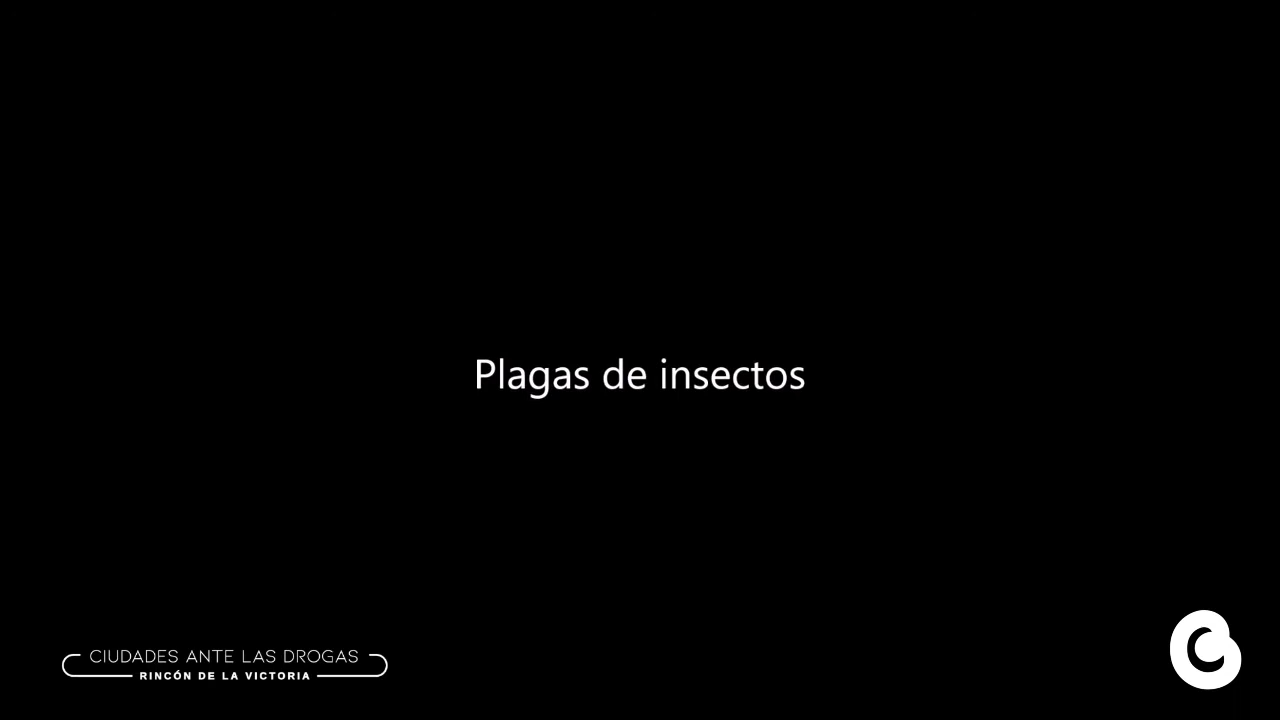 Plagas de insectos
CIUDADES ANTE LAS DROGAS
RINCÓN DE LA VICTORIA